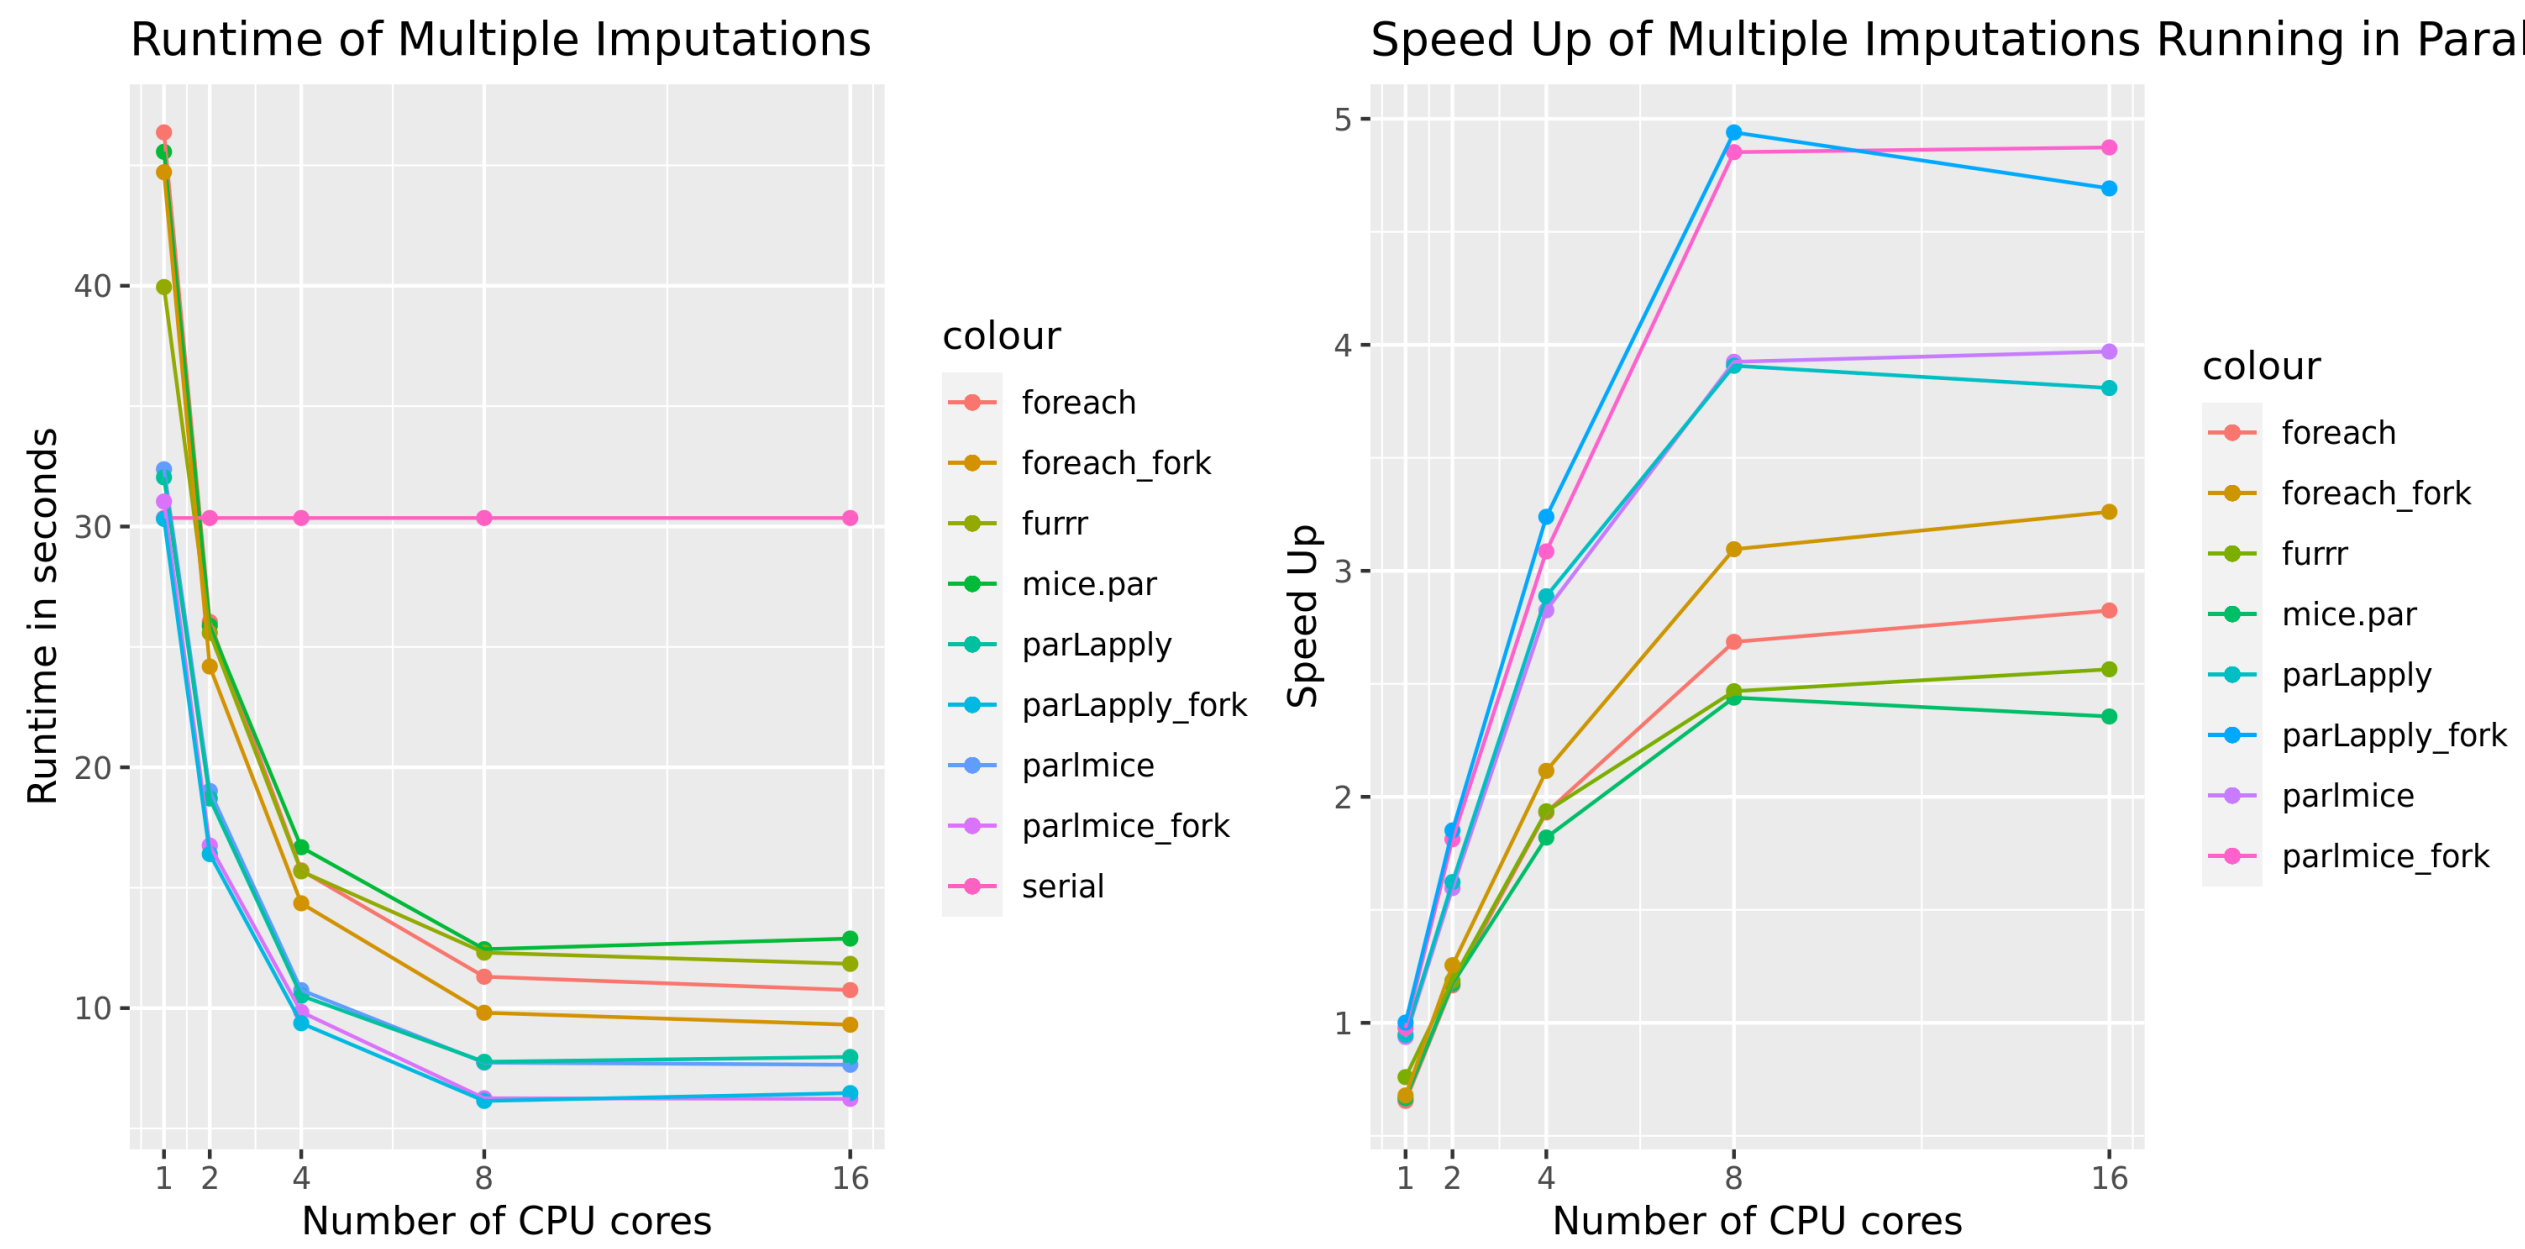 Runtime of Multiple Imputations
Runtime in seconds
40
30
20
10
1 2 4 8 16
Number of CPU cores
colour
foreach
foreach_fork
furrr
mice.par
parLapply
parLapply_fork
parlmice
parlmice_fork
serial
Speed Up of Multiple Imputations Running in Paral
Speed Up
5
4
3
2
1
1 2 4 8 16
Number of CPU cores
colour
foreach
foreach_fork
furrr
mice.par
parLapply
parLapply_fork
parlmice
parlmice_fork